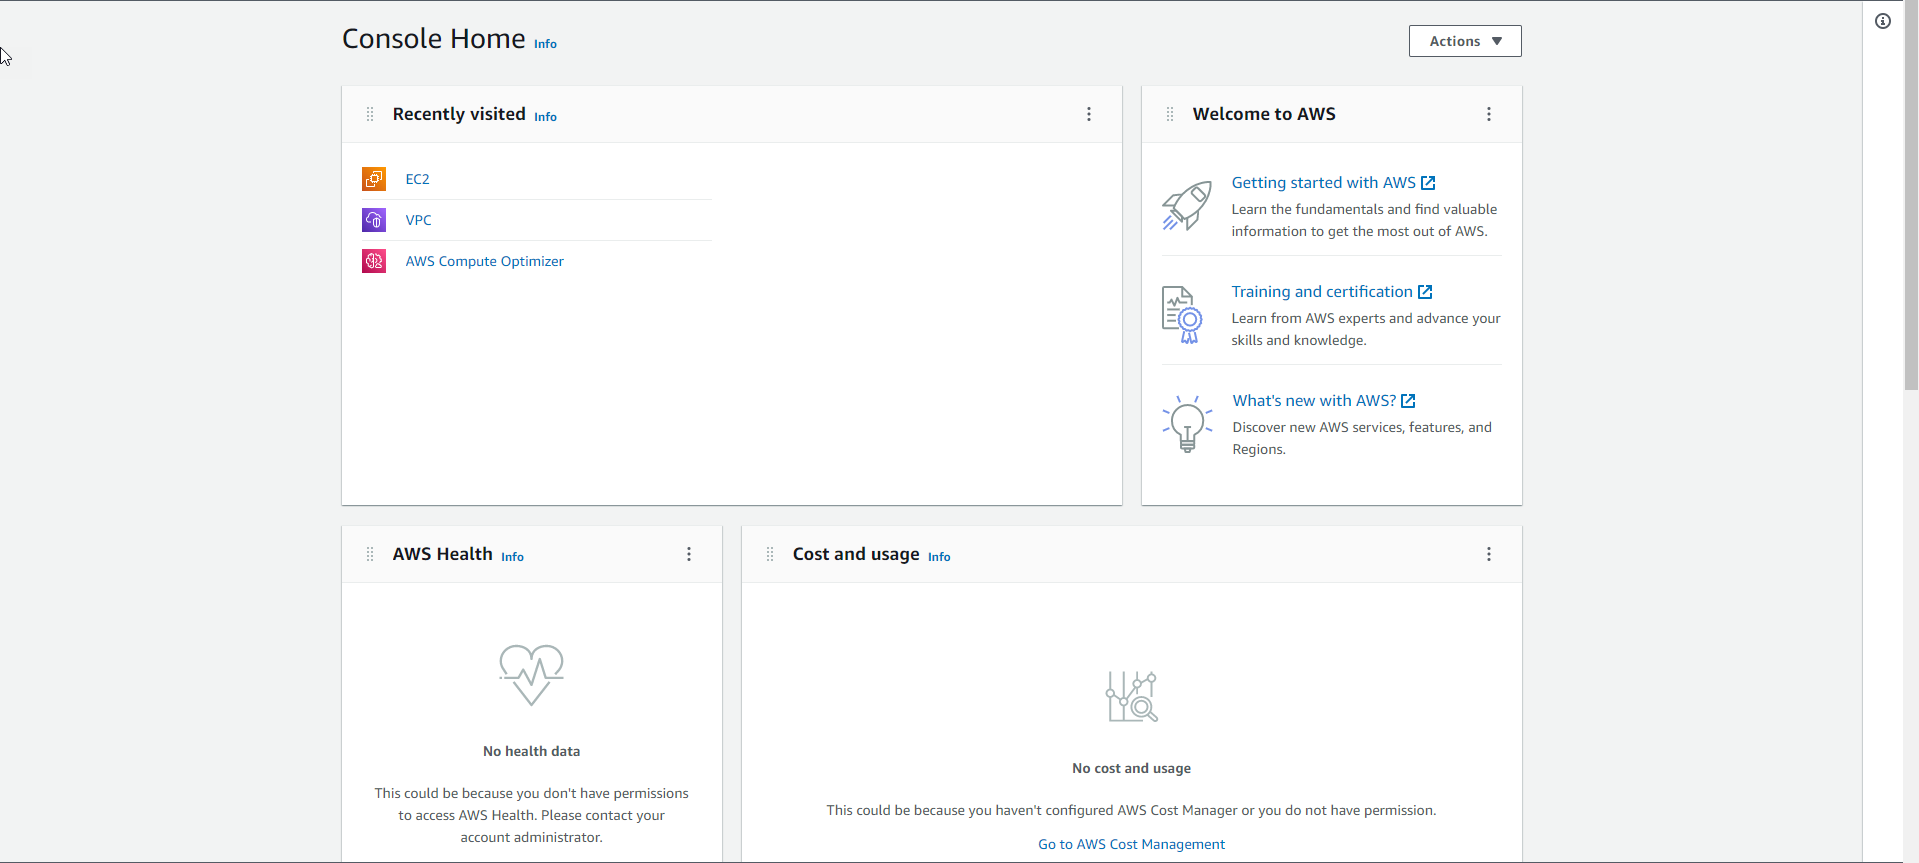 Console Home Info
Actions
Recently visited Info
EC2
VPC
AWS Compute Optimizer
Welcome to AWS
Getting started with AWS
Learn the fundamentals and find valuable
information to get the most out of AWS.
Training and certification
Learn from AWS experts and advance your
skills and knowledge.
What's new with AWS?
Discover new AWS services, features, and
Regions.
AWS Health Info
No health data
This could be because you don't have permissions
to access AWS Health. Please contact your
account administrator.
Cost and usage Info
No cost and usage
This could be because you haven't configured AWS Cost Manager or you do not have permission.
Go to AWS Cost Management